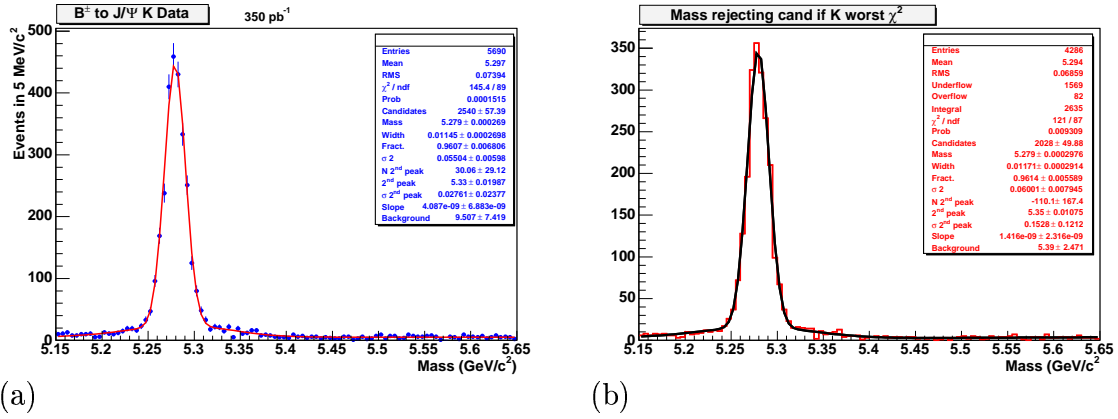 B± to J/Ψ K Data
350 pb⁻¹
Events in 5 MeV/c²
500
400
300
200
100
0
5.15 5.2 5.25 5.3 5.35 5.4 5.45 5.5 5.55 5.6 5.65
Mass (GeV/c²)
Entries 5690
Mean 5.297
RMS 0.07394
χ² / ndf 145.4 / 89
Prob 0.0001515
Candidates 2540 ± 57.39
Mass 5.279 ± 0.000269
Width 0.01145 ± 0.0002698
Fract. 0.9607 ± 0.006806
σ 2 0.05504 ± 0.00598
N 2nd peak 30.06 ± 29.12
2nd peak 5.33 ± 0.01987
σ 2nd peak 0.02761 ± 0.02377
Slope 4.087e-09 ± 6.883e-09
Background 9.507 ± 7.419
(a)
Mass rejecting cand if K worst χ²
350
300
250
200
150
100
50
0
5.15 5.2 5.25 5.3 5.35 5.4 5.45 5.5 5.55 5.6 5.65
Mass (GeV/c²)
Entries 4286
Mean 5.294
RMS 0.06859
Underflow 1569
Overflow 82
Integral 2635
χ² / ndf 121 / 87
Prob 0.009309
Candidates 2028 ± 49.88
Mass 5.279 ± 0.0002976
Width 0.01171 ± 0.0002914
Fract. 0.9614 ± 0.005589
σ 2 0.06001 ± 0.007945
N 2nd peak -110.1 ± 167.4
2nd peak 5.35 ± 0.01075
σ 2nd peak 0.1528 ± 0.1212
Slope 1.416e-09 ± 2.316e-09
Background 5.39 ± 2.471
(b)